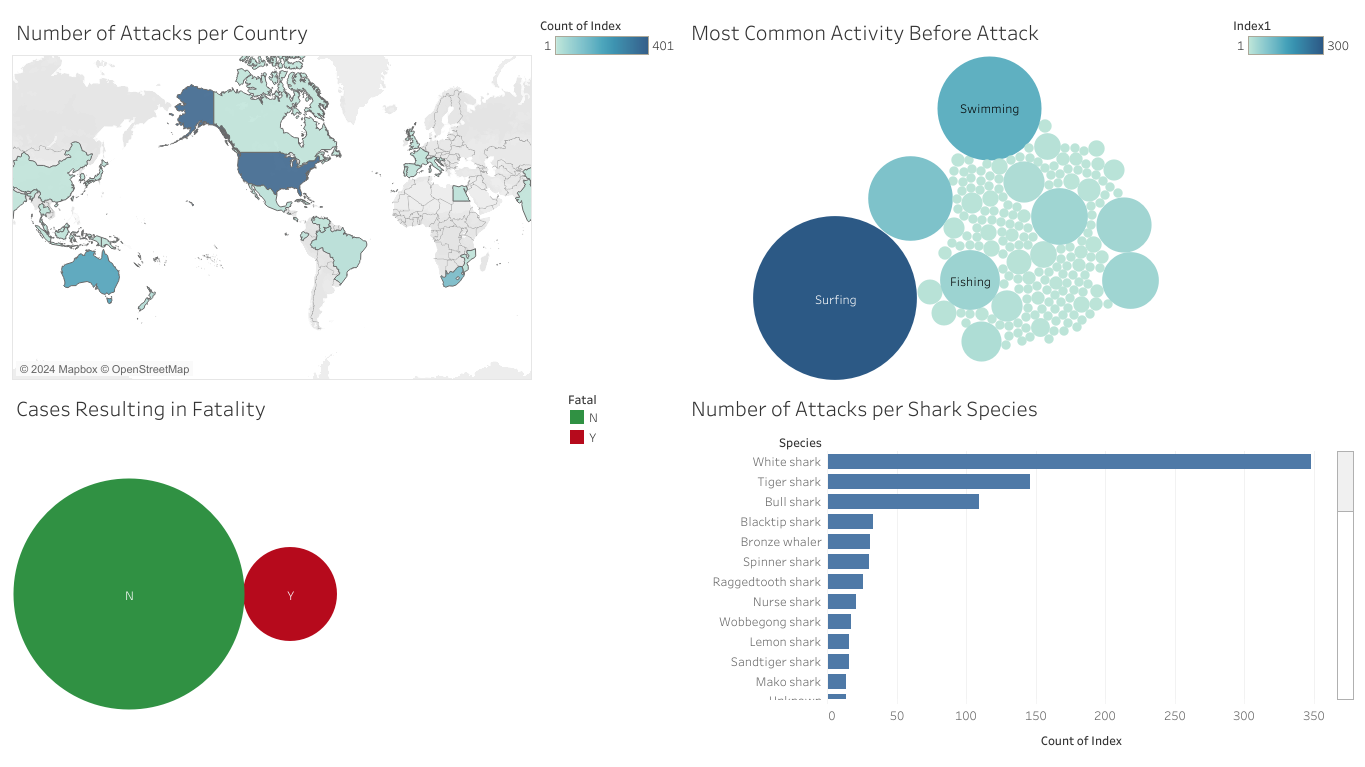 Number of Attacks per Country
Count of Index
1 401
© 2024 Mapbox © OpenStreetMap
Most Common Activity Before Attack
Index1
1 300
Swimming
Surfing
Fishing
Cases Resulting in Fatality
Fatal
N
Y
N
Y
Number of Attacks per Shark Species
Species
White shark
Tiger shark
Bull shark
Blacktip shark
Bronze whaler
Spinner shark
Raggedtooth shark
Nurse shark
Wobbegong shark
Lemon shark
Sandtiger shark
Mako shark
Unknown
0 50 100 150 200 250 300 350
Count of Index